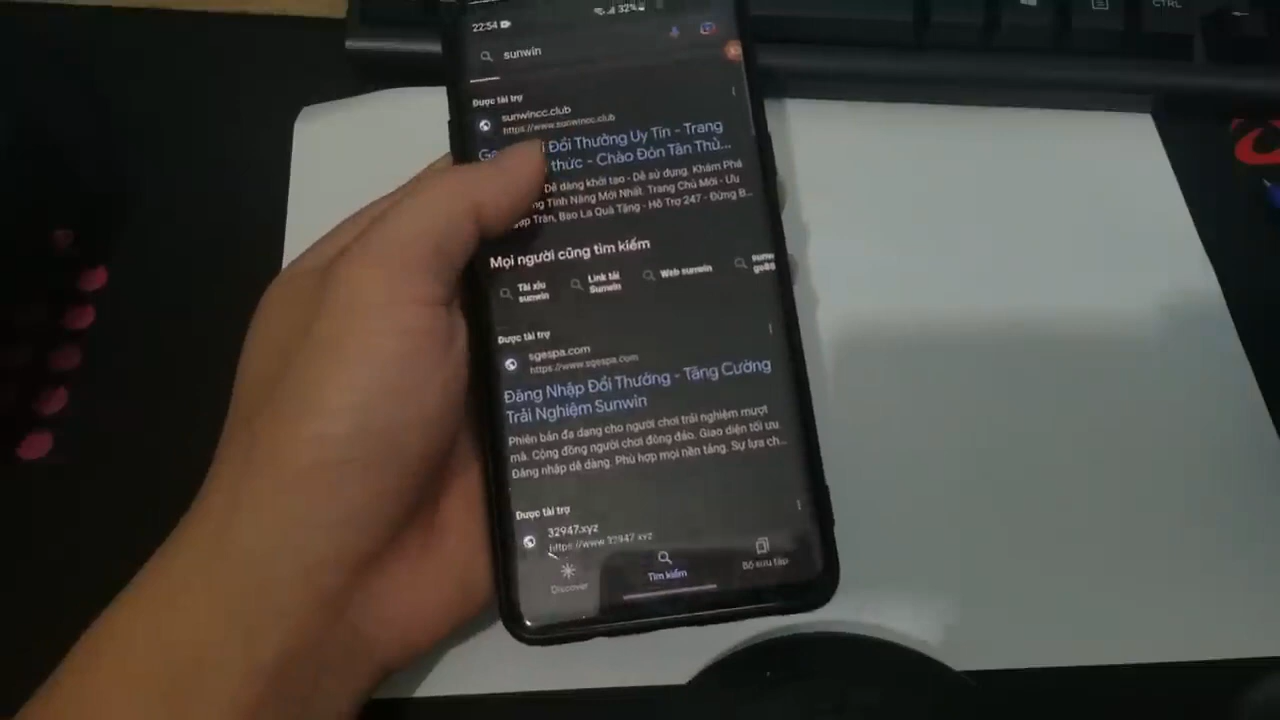 22:54
32%
sunwin
Được tài trợ
sunwincc.club
https://www.sunwincc.club
Đổi Thưởng Uy Tín - Trang
thức - Chào Đón Tân Thủ...
Dễ dàng khởi tạo - Dễ sử dụng. Khám Phá
Tính Năng Mới Nhất. Trang Chủ Mới - Ưu
Trân, Bao La Quà Tặng - Hỗ Trợ 247 - Đừng B...
Mọi người cũng tìm kiếm
Tài xỉu
sunwin
Link tải
Sunwin
Web sunwin
Được tài trợ
sgespa.com
https://www.sgespa.com
Đăng Nhập Đổi Thưởng - Tăng Cường
Trải Nghiệm Sunwin
Phiên bản đa dạng cho người chơi trải nghiệm mượt
mà. Cộng đồng người chơi đông đảo. Giao diện tối ưu.
Đăng nhập dễ dàng. Phù hợp mọi nền tảng. Sự lựa ch...
Được tài trợ
32947.xyz
https://www.32947.xyz
Discover
Tìm kiếm
Bộ sưu tập
CTRL